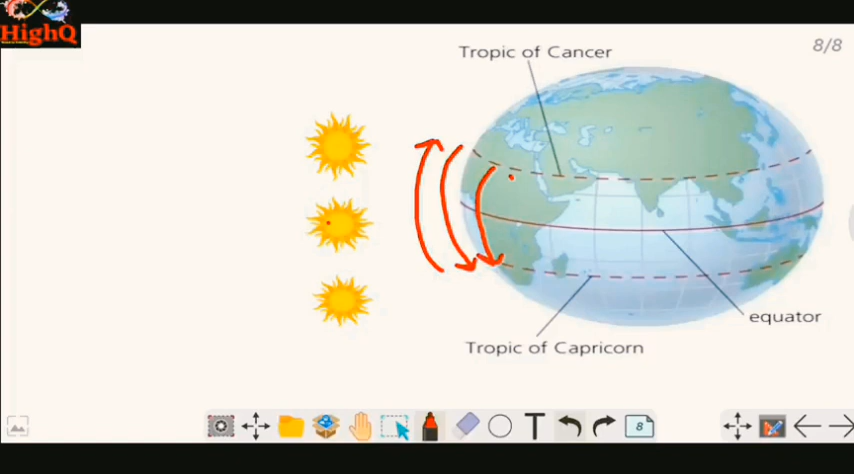 HighQ
8/8
Tropic of Cancer
equator
Tropic of Capricorn
T
8